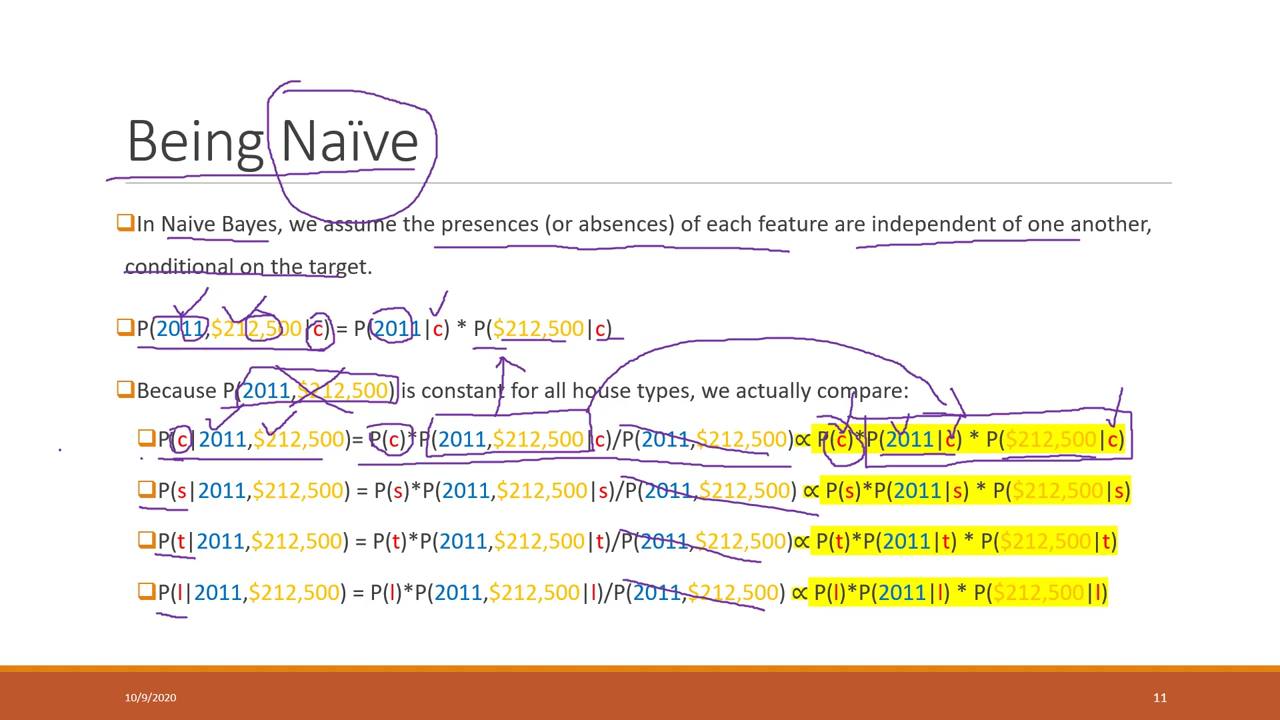 Being Naïve
In Naive Bayes, we assume the presences (or absences) of each feature are independent of one another,
conditional on the target.
P(2011,$212,500|c) = P(2011|c) * P($212,500|c)
Because P(2011,$212,500) is constant for all house types, we actually compare:
P(c|2011,$212,500)= P(c)*P(2011,$212,500|c)/P(2011,$212,500)∝ P(c)*P(2011|c) * P($212,500|c)
P(s|2011,$212,500) = P(s)*P(2011,$212,500|s)/P(2011,$212,500) ∝ P(s)*P(2011|s) * P($212,500|s)
P(t|2011,$212,500) = P(t)*P(2011,$212,500|t)/P(2011,$212,500)∝ P(t)*P(2011|t) * P($212,500|t)
P(l|2011,$212,500) = P(l)*P(2011,$212,500|l)/P(2011,$212,500) ∝ P(l)*P(2011|l) * P($212,500|l)
10/9/2020
11